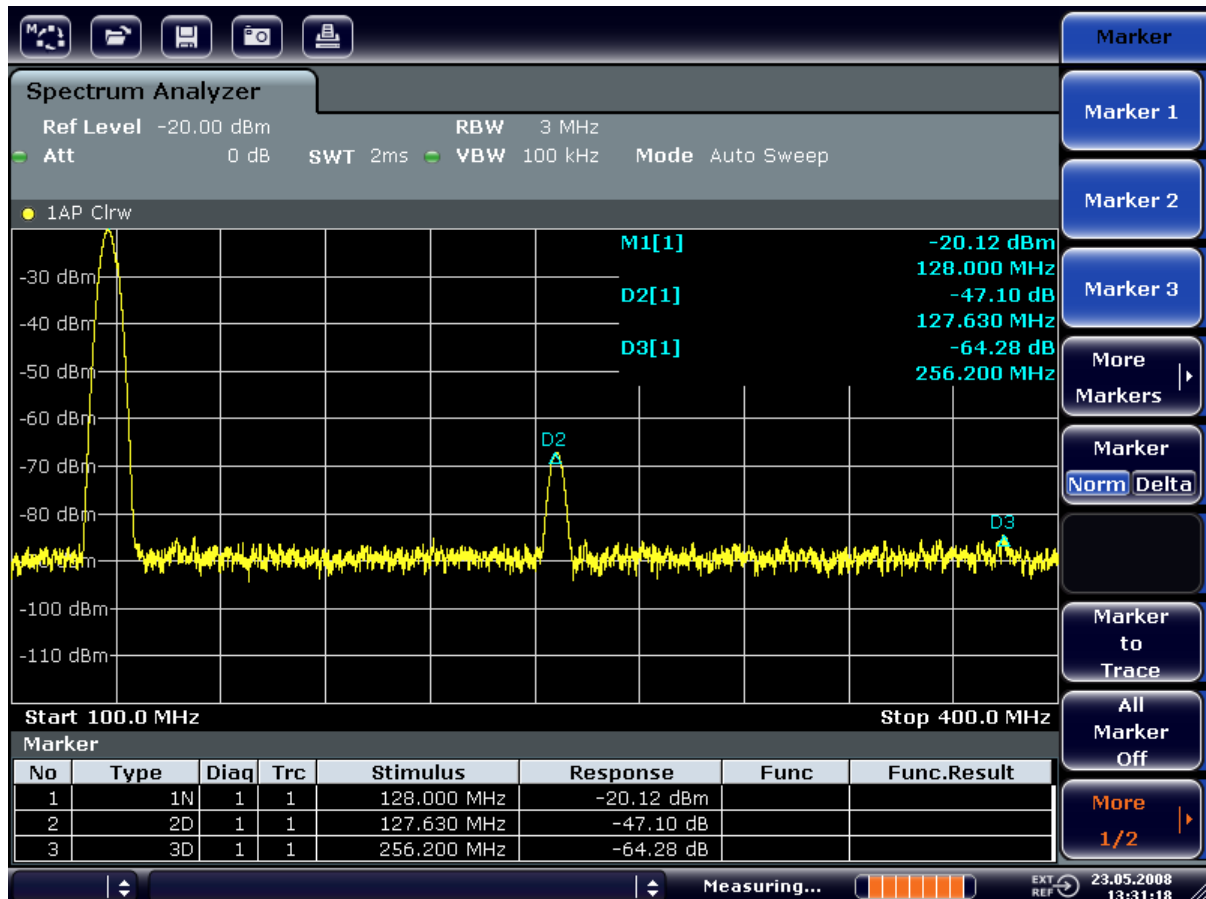 M
Marker
Spectrum Analyzer
Ref Level -20.00 dBm RBW 3 MHz
Att 0 dB SWT 2ms VBW 100 kHz Mode Auto Sweep
1AP Clrw
M1[1] -20.12 dBm
128.000 MHz
D2[1] -47.10 dB
127.630 MHz
D3[1] -64.28 dB
256.200 MHz
-30 dBm
-40 dBm
-50 dBm
-60 dBm
D2
-70 dBm
-80 dBm
D3
-100 dBm
-110 dBm
Start 100.0 MHz Stop 400.0 MHz
Marker
No Type Diaq Trc Stimulus Response Func Func.Result
1 1N 1 1 128.000 MHz -20.12 dBm
2 2D 1 1 127.630 MHz -47.10 dB
3 3D 1 1 256.200 MHz -64.28 dB
Measuring... EXT REF 23.05.2008
13:31:18
Marker 1
Marker 2
Marker 3
More
Markers
Marker
Norm Delta
Marker
to
Trace
All
Marker
Off
More
1/2